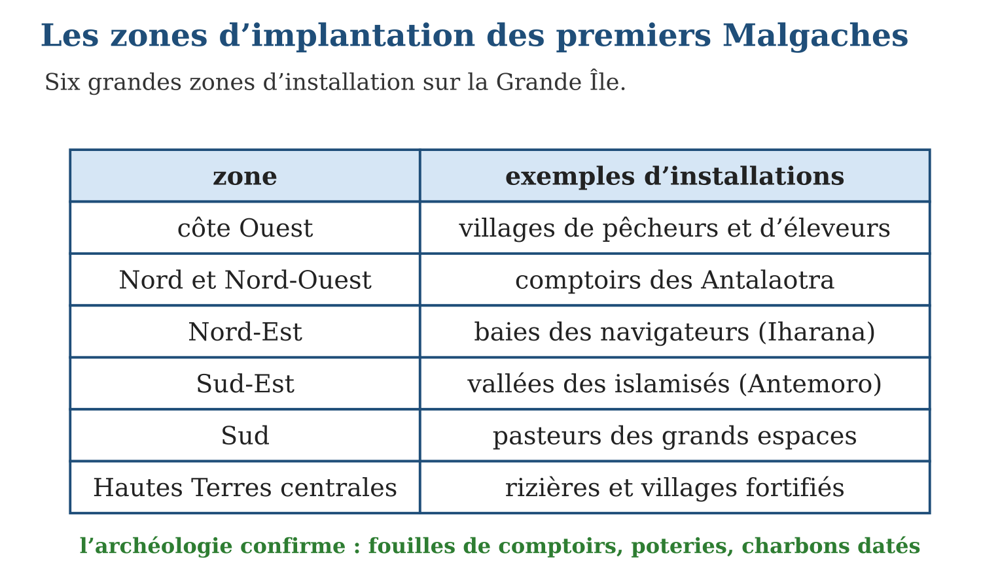 Les zones d’implantation des premiers Malgaches
Six grandes zones d’installation sur la Grande Île.
zone exemples d’installations
côte Ouest villages de pêcheurs et d’éleveurs
Nord et Nord-Ouest comptoirs des Antalaotra
Nord-Est baies des navigateurs (Iharana)
Sud-Est vallées des islamisés (Antemoro)
Sud pasteurs des grands espaces
Hautes Terres centrales rizières et villages fortifiés
l’archéologie confirme : fouilles de comptoirs, poteries, charbons datés